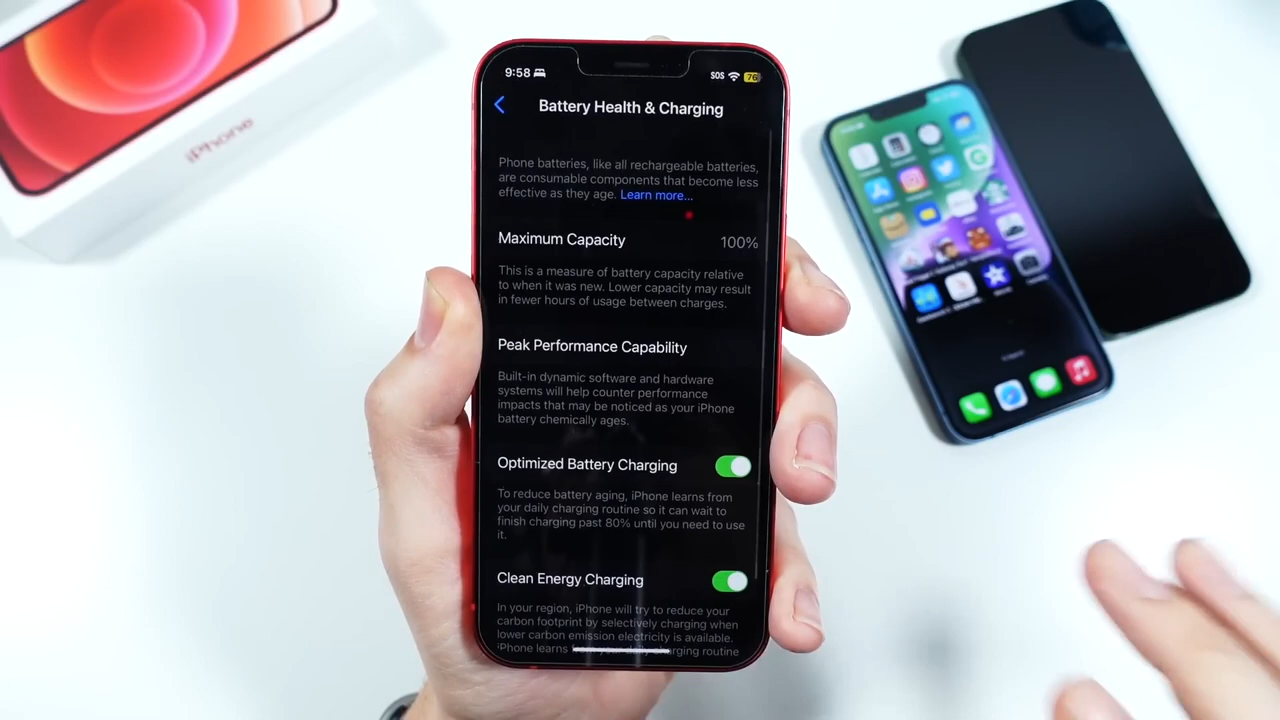 iPhone
9:58
SOS
76
Battery Health & Charging
Phone batteries, like all rechargeable batteries,
are consumable components that become less
effective as they age. Learn more...
Maximum Capacity 100%
This is a measure of battery capacity relative
to when it was new. Lower capacity may result
in fewer hours of usage between charges.
Peak Performance Capability
Built-in dynamic software and hardware
systems will help counter performance
impacts that may be noticed as your iPhone
battery chemically ages.
Optimized Battery Charging
To reduce battery aging, iPhone learns from
your daily charging routine so it can wait to
finish charging past 80% until you need to use
it.
Clean Energy Charging
In your region, iPhone will try to reduce your
carbon footprint by selectively charging when
lower carbon emission electricity is available.
iPhone learns from your daily charging routine